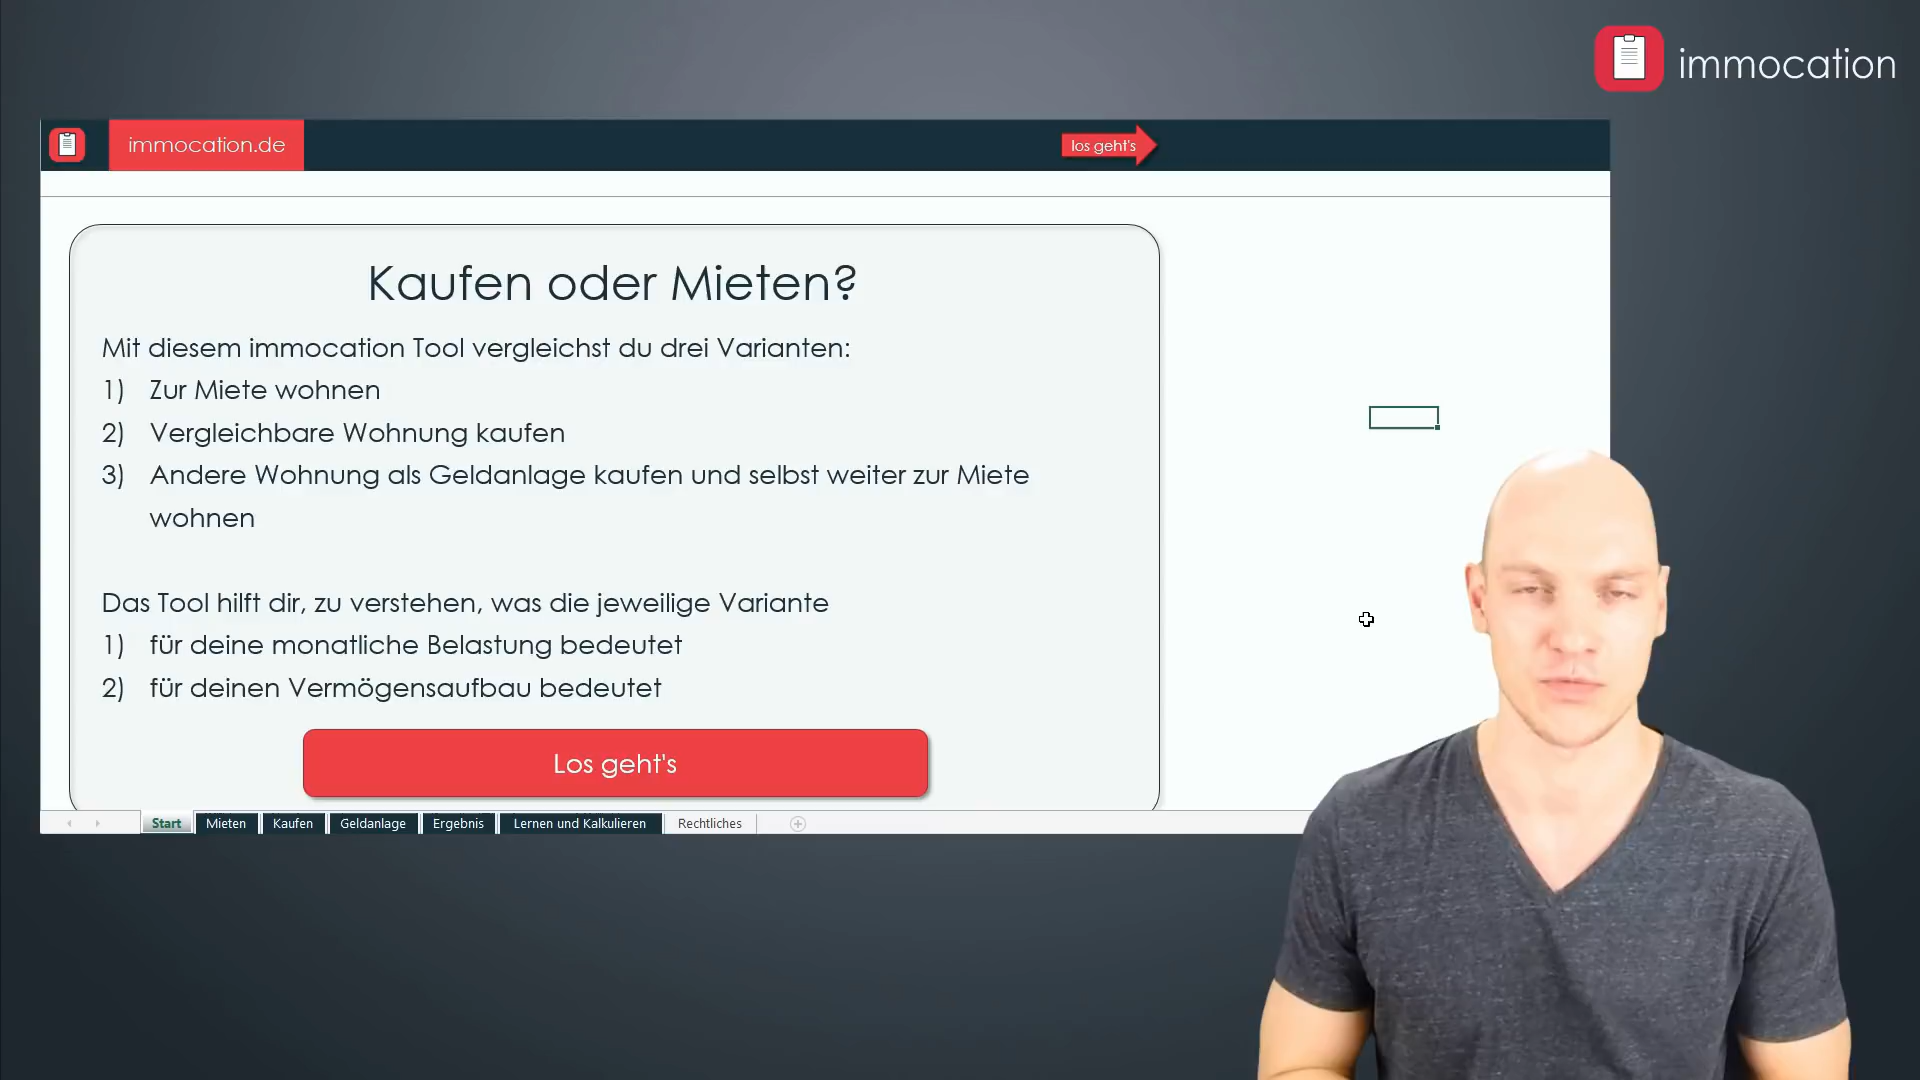 immocation
immocation.de
los geht's
Kaufen oder Mieten?
Mit diesem immocation Tool vergleichst du drei Varianten:
1) Zur Miete wohnen
2) Vergleichbare Wohnung kaufen
3) Andere Wohnung als Geldanlage kaufen und selbst weiter zur Miete
wohnen
Das Tool hilft dir, zu verstehen, was die jeweilige Variante
1) für deine monatliche Belastung bedeutet
2) für deinen Vermögensaufbau bedeutet
Los geht's
Start Mieten Kaufen Geldanlage Ergebnis Lernen und Kalkulieren Rechtliches